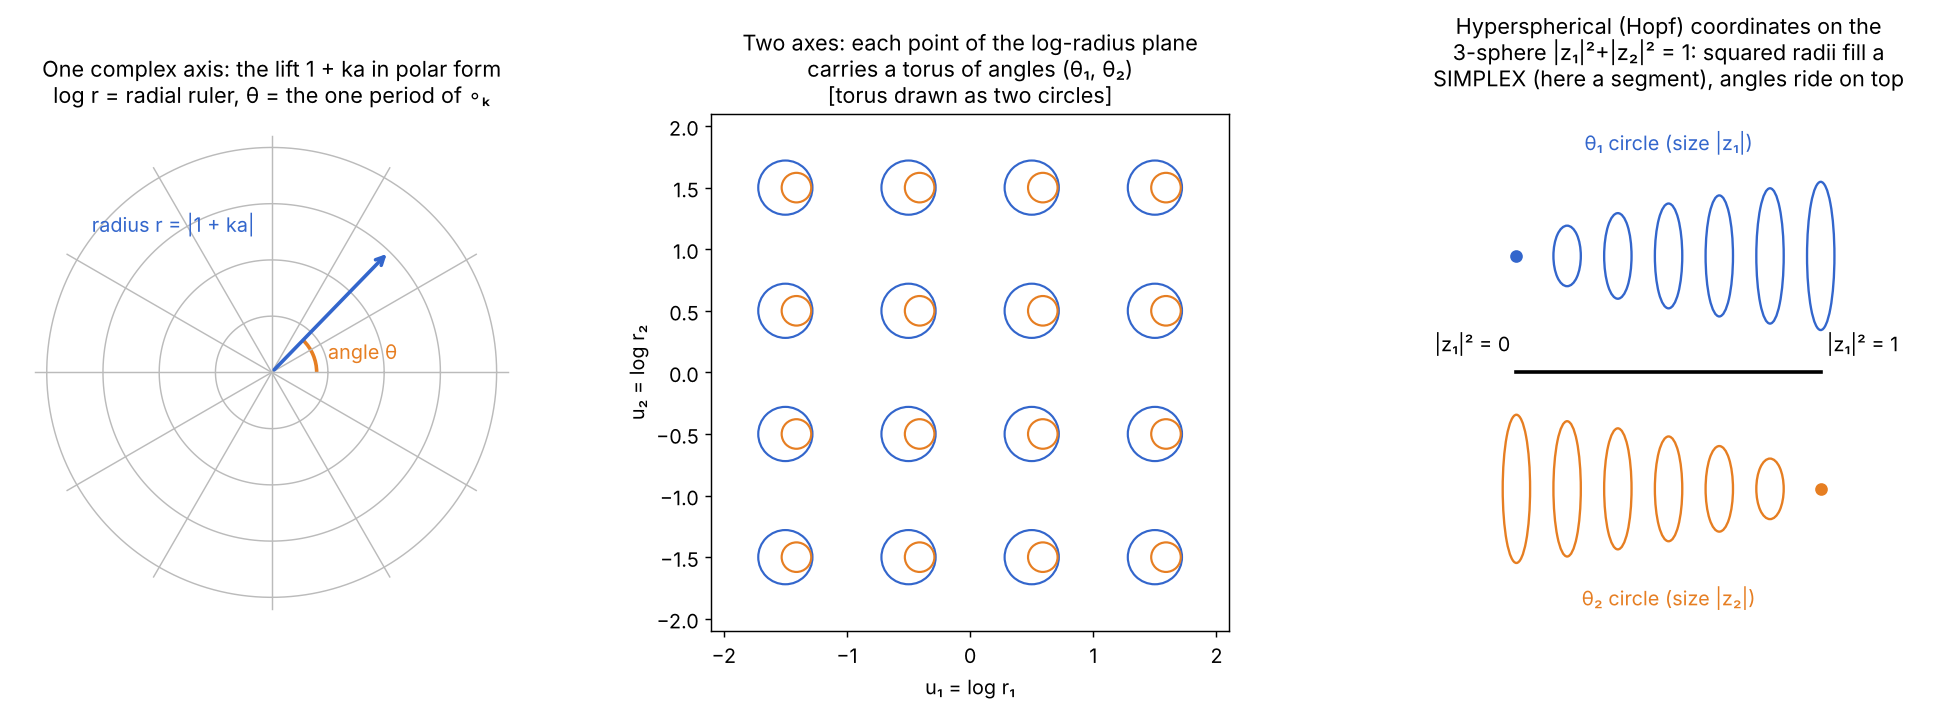 One complex axis: the lift 1 + ka in polar form
log r = radial ruler, θ = the one period of ∘ₖ
radius r = |1 + ka|
angle θ
Two axes: each point of the log-radius plane
carries a torus of angles (θ₁, θ₂)
[torus drawn as two circles]
2.0
1.5
1.0
0.5
0.0
−0.5
−1.0
−1.5
−2.0
u₂ = log r₂
−2
−1
0
1
2
u₁ = log r₁
Hyperspherical (Hopf) coordinates on the
3-sphere |z₁|²+|z₂|² = 1: squared radii fill a
SIMPLEX (here a segment), angles ride on top
θ₁ circle (size |z₁|)
|z₁|² = 0
|z₁|² = 1
θ₂ circle (size |z₂|)